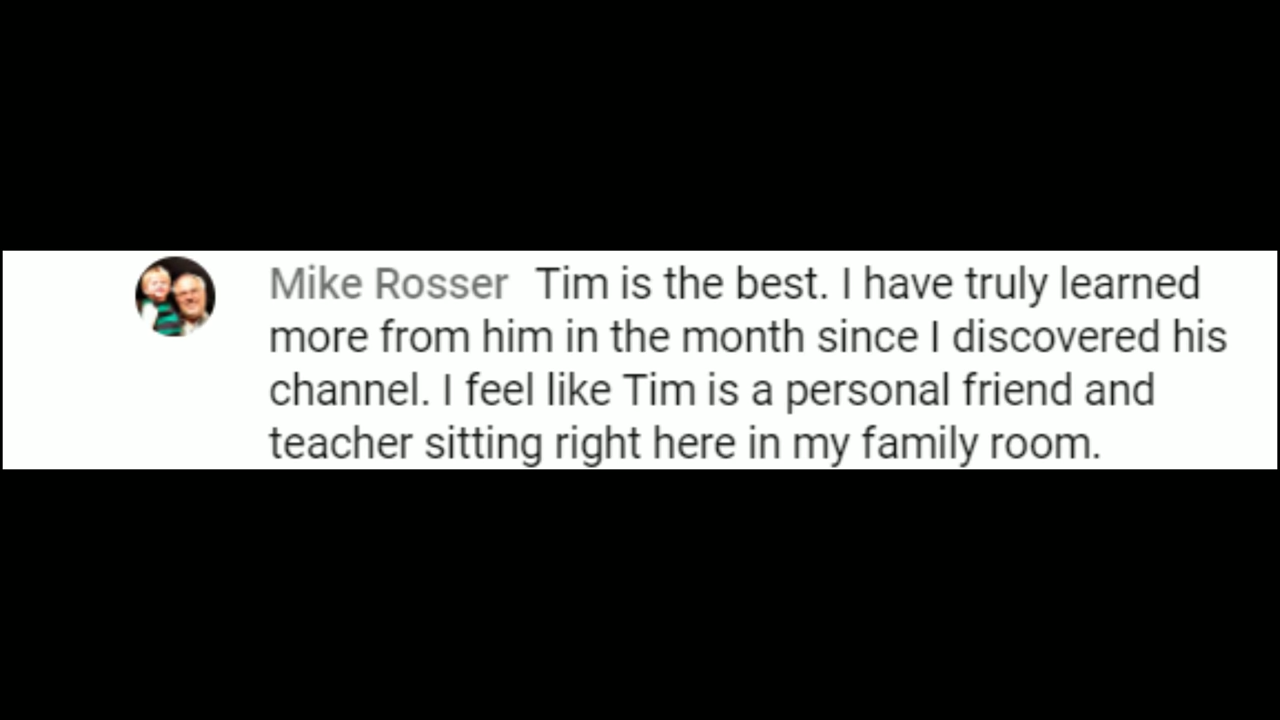 Mike Rosser Tim is the best. I have truly learned
more from him in the month since I discovered his
channel. I feel like Tim is a personal friend and
teacher sitting right here in my family room.